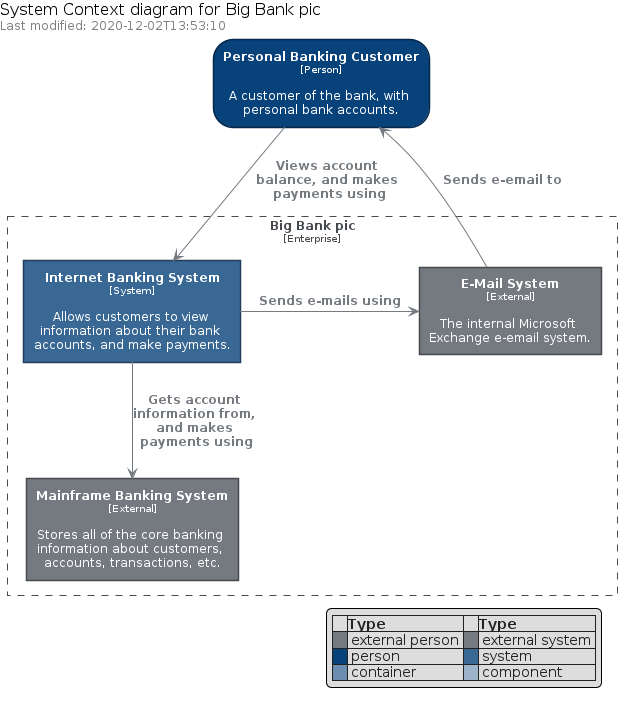 System Context diagram for Big Bank pic
Last modified: 2020-12-02T13:53:10
Personal Banking Customer
[Person]
A customer of the bank, with
personal bank accounts.
Views account
balance, and makes
payments using
Sends e-email to
Big Bank pic
[Enterprise]
Internet Banking System
[System]
Allows customers to view
information about their bank
accounts, and make payments.
Sends e-mails using
E-Mail System
[External]
The internal Microsoft
Exchange e-email system.
Gets account
information from,
and makes
payments using
Mainframe Banking System
[External]
Stores all of the core banking
information about customers,
accounts, transactions, etc.
Type Type
external person external system
person system
container component